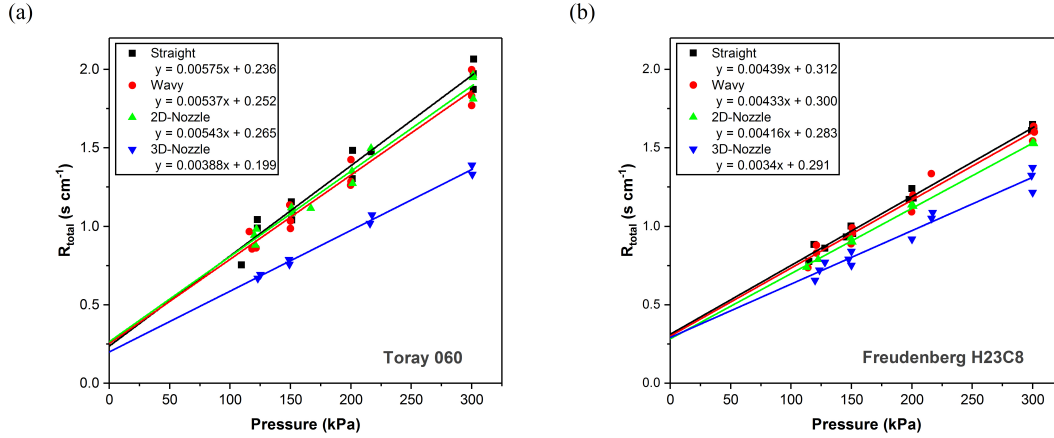 (a)
2.0
1.5
1.0
0.5
0.0
R_total (s cm⁻¹)
Straight
y = 0.00575x + 0.236
Wavy
y = 0.00537x + 0.252
2D-Nozzle
y = 0.00543x + 0.265
3D-Nozzle
y = 0.00388x + 0.199
Toray 060
0 50 100 150 200 250 300
Pressure (kPa)
(b)
2.0
1.5
1.0
0.5
0.0
R_total (s cm⁻¹)
Straight
y = 0.00439x + 0.312
Wavy
y = 0.00433x + 0.300
2D-Nozzle
y = 0.00416x + 0.283
3D-Nozzle
y = 0.0034x + 0.291
Freudenberg H23C8
0 50 100 150 200 250 300
Pressure (kPa)